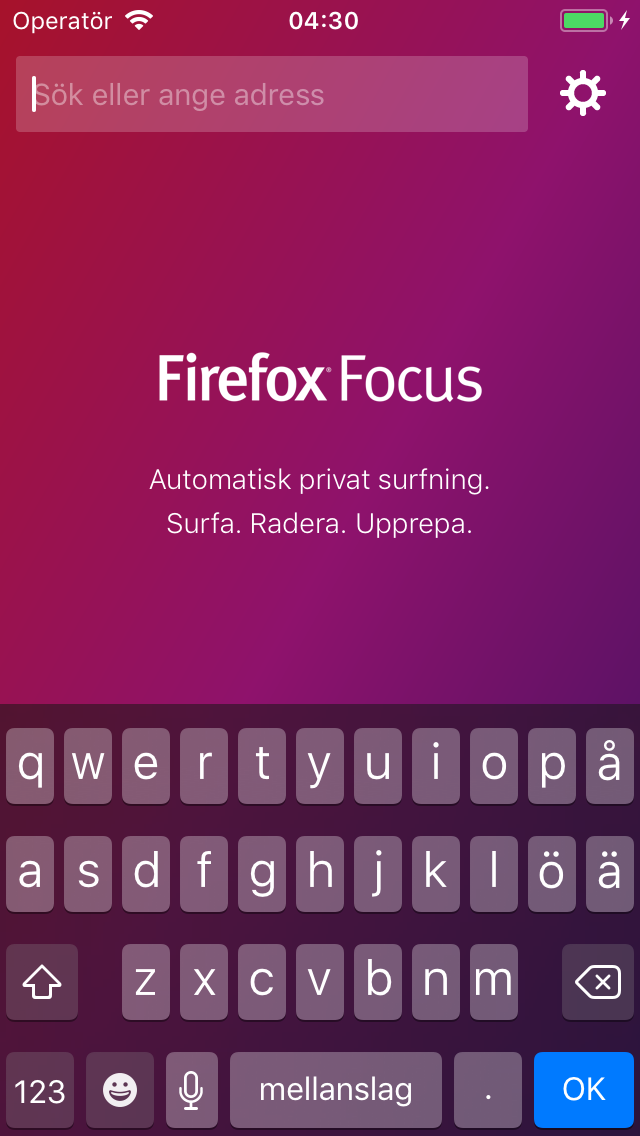 Operatör 04:30
Sök eller ange adress
Firefox® Focus
Automatisk privat surfning.
Surfa. Radera. Upprepa.
q w e r t y u i o p å
a s d f g h j k l ö ä
z x c v b n m
123 mellanslag . OK